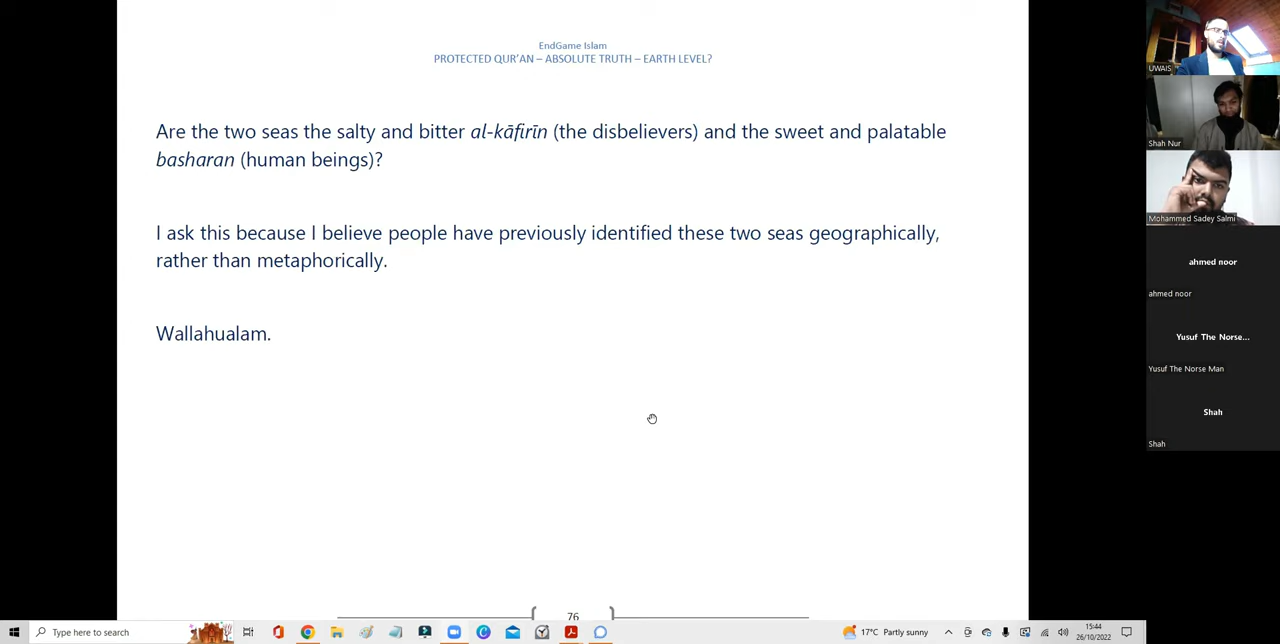 EndGame Islam
PROTECTED QUR'AN – ABSOLUTE TRUTH – EARTH LEVEL?
Are the two seas the salty and bitter al-kāfirīn (the disbelievers) and the sweet and palatable
basharan (human beings)?
I ask this because I believe people have previously identified these two seas geographically,
rather than metaphorically.
Wallahualam.
76
UWAIS
Shah Nur
Mohammed Sadey Salmi
ahmed noor
ahmed noor
Yusuf The Norse...
Yusuf The Norse Man
Shah
Shah
Type here to search
17°C Partly sunny
15:44
26/10/2022